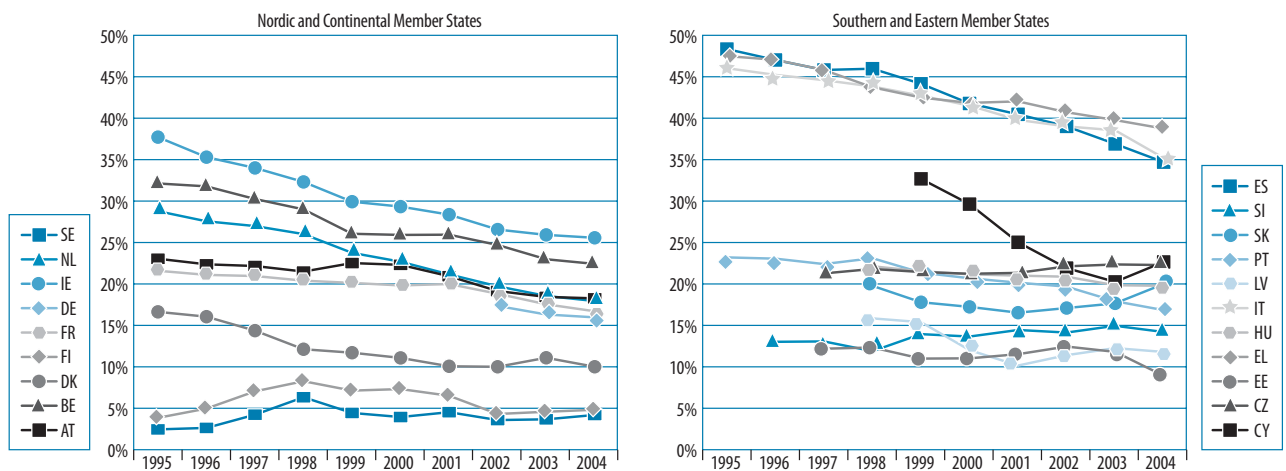 Nordic and Continental Member States
50%
45%
40%
35%
30%
25%
20%
15%
10%
5%
0%
1995 1996 1997 1998 1999 2000 2001 2002 2003 2004
SE
NL
IE
DE
FR
FI
DK
BE
AT
Southern and Eastern Member States
50%
45%
40%
35%
30%
25%
20%
15%
10%
5%
0%
1995 1996 1997 1998 1999 2000 2001 2002 2003 2004
ES
SI
SK
PT
LV
IT
HU
EL
EE
CZ
CY